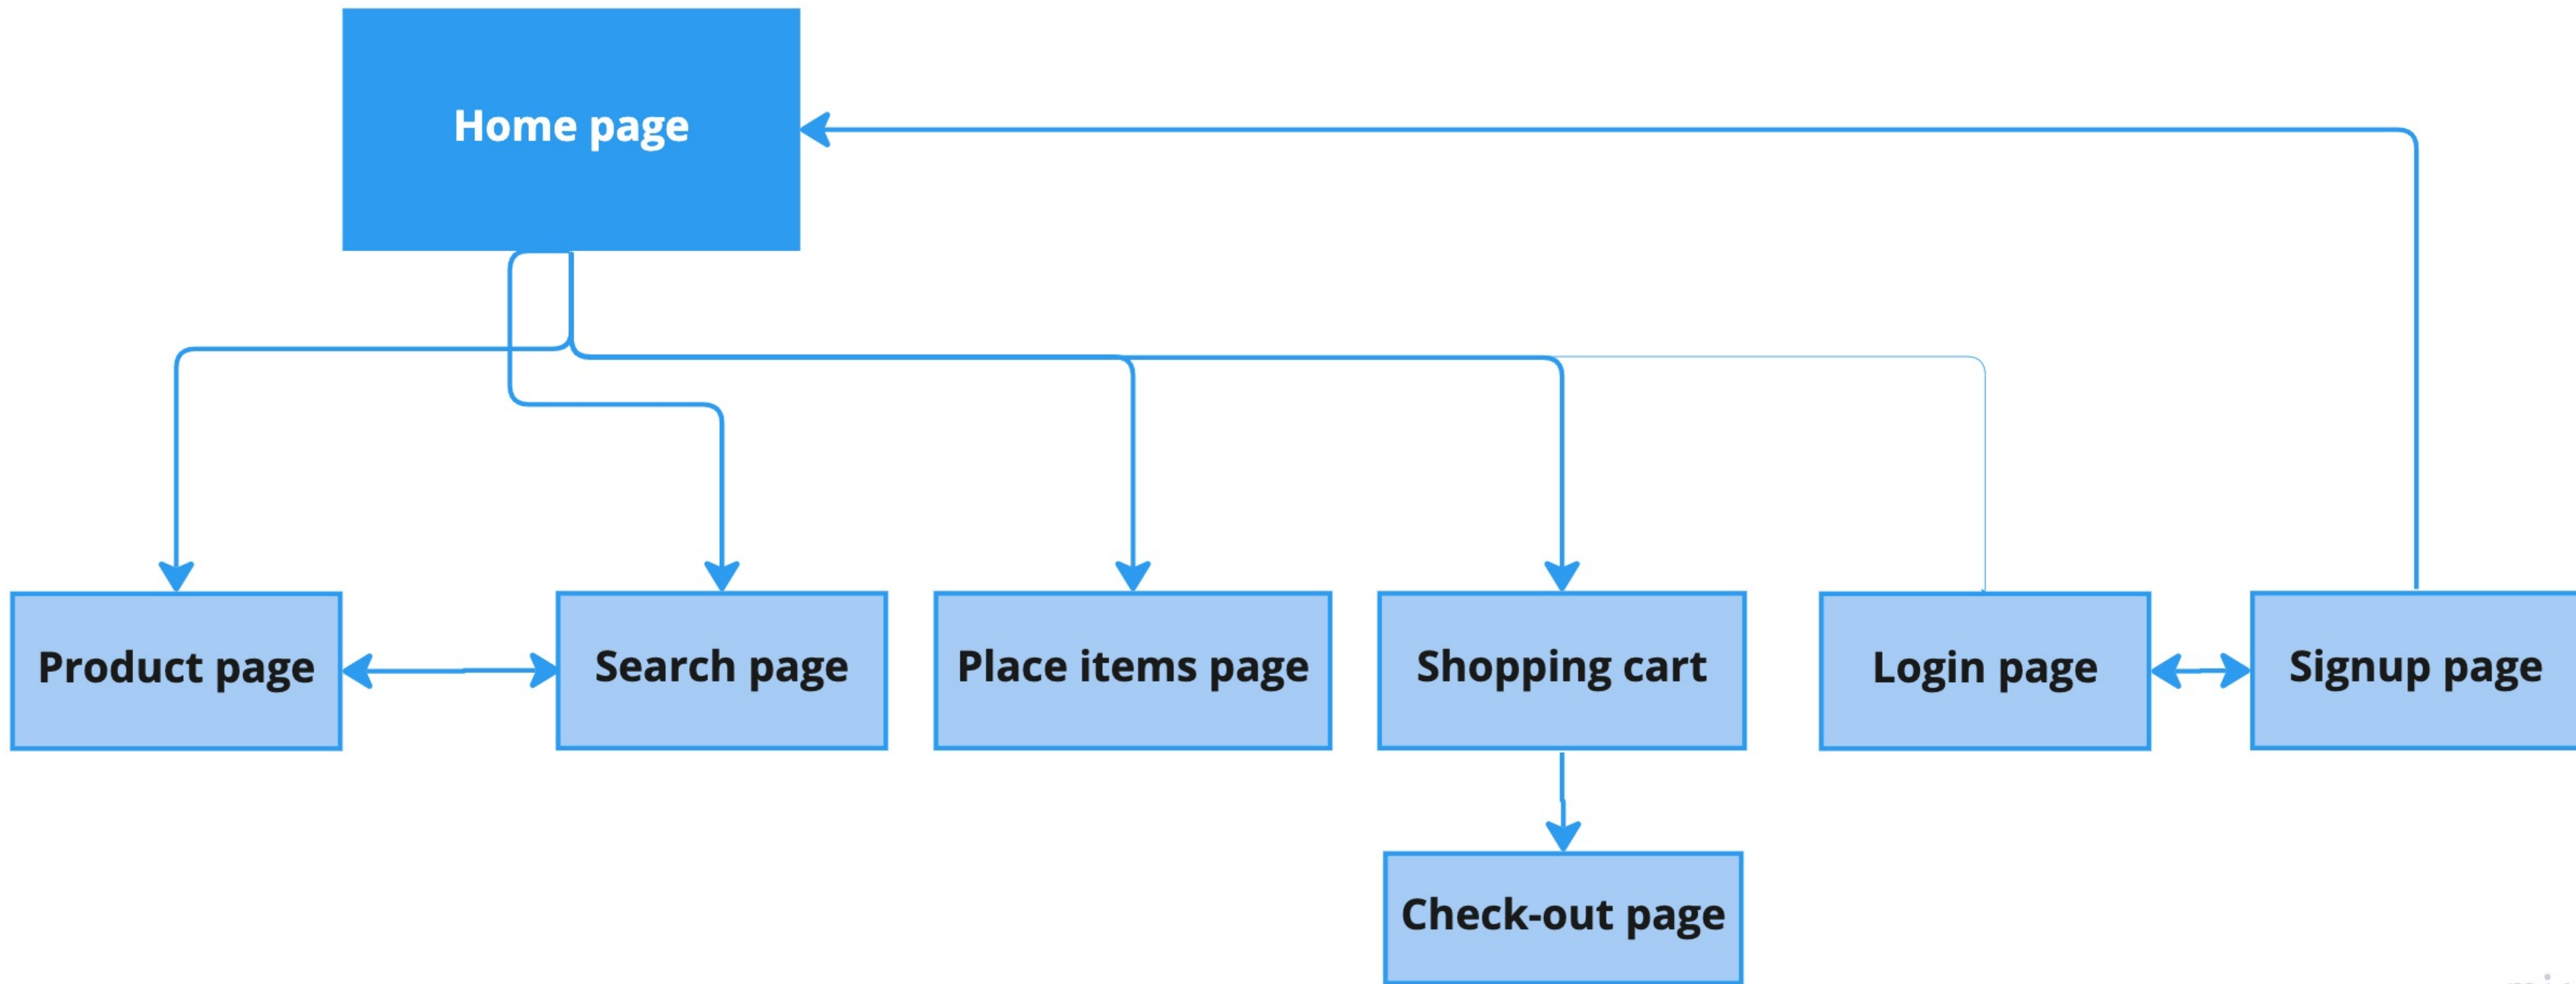 Home page
Product page
Search page
Place items page
Shopping cart
Login page
Signup page
Check-out page